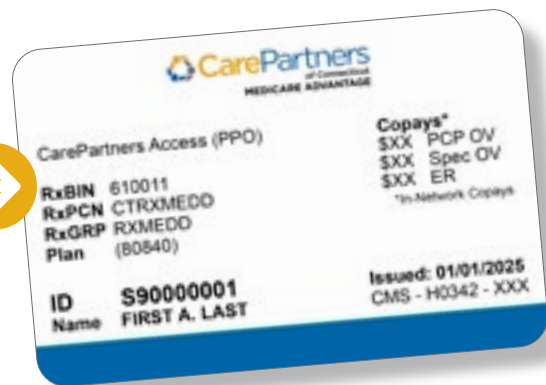 CarePartners
of Connecticut
MEDICARE ADVANTAGE
CarePartners Access (PPO)
RxBIN 610011
RxPCN CTRXMEDD
RxGRP RXMEDD
Plan (80840)
Copays*
$XX PCP OV
$XX Spec OV
$XX ER
*In-Network Copays
ID S90000001
Name FIRST A. LAST
Issued: 01/01/2025
CMS - H0342 - XXX